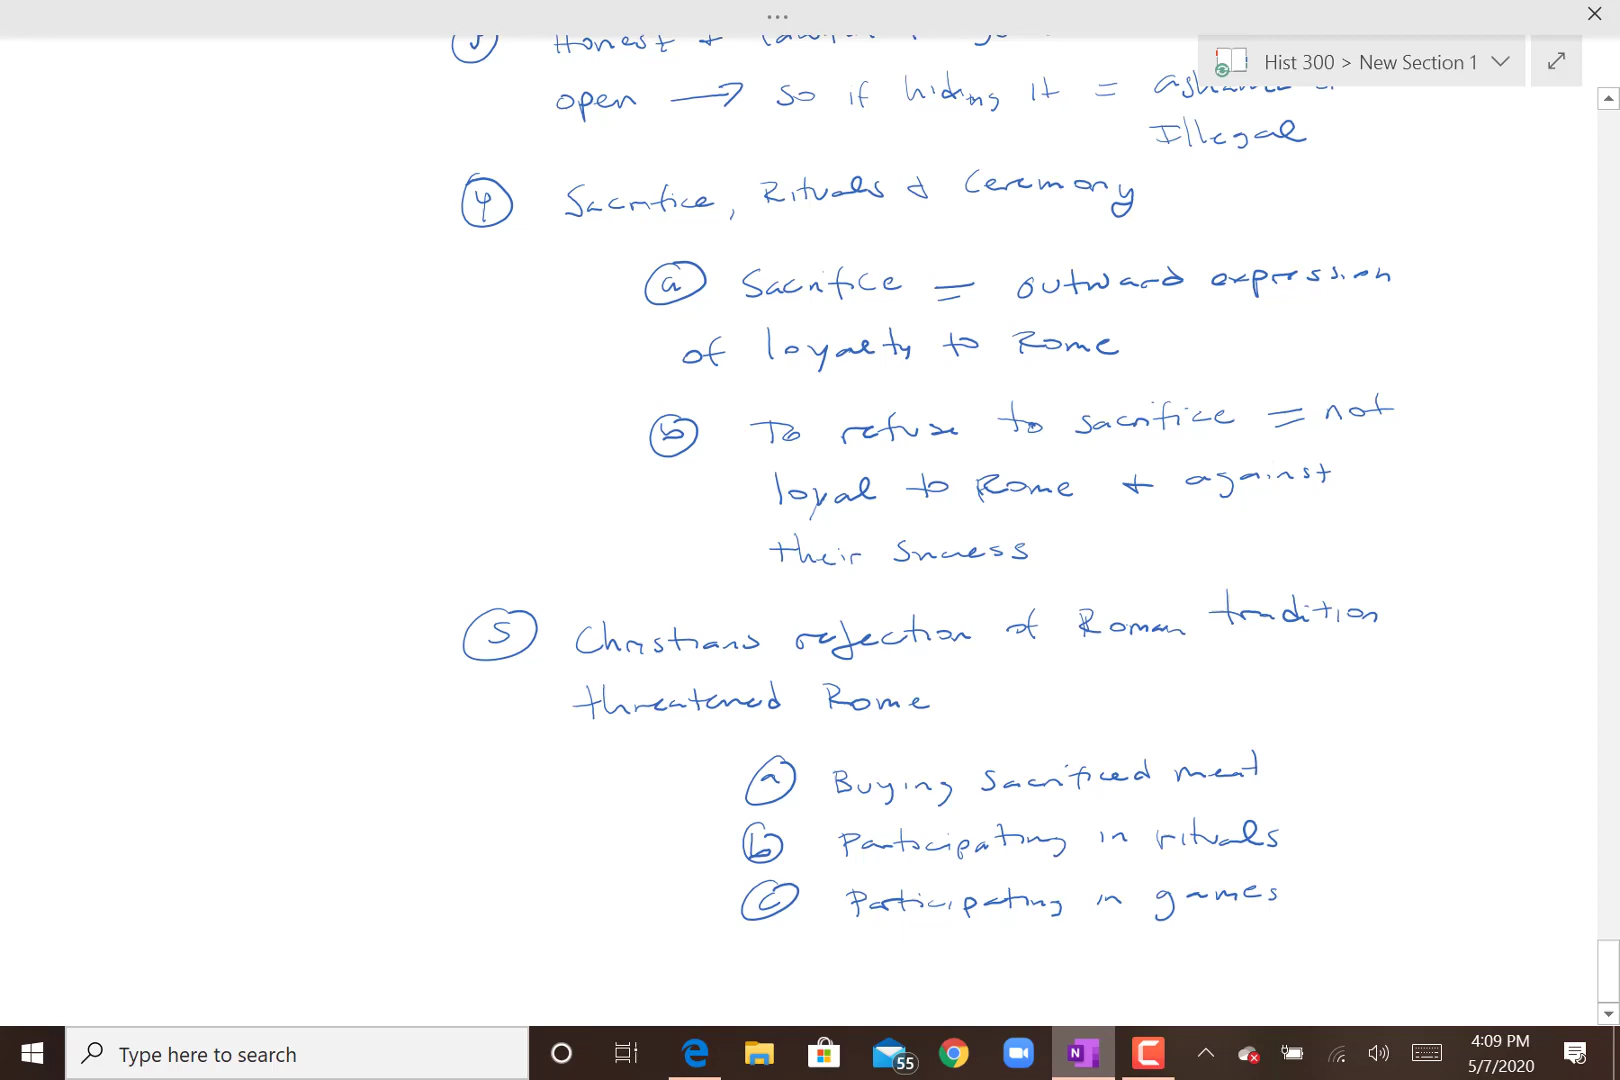 ...
Hist 300 > New Section 1
Honest +
open → so if hiding it =
Illegal
④ Sacrifice, Rituals & Ceremony
ⓐ Sacrifice = outward expression
of loyalty to Rome
ⓑ To refuse to sacrifice = not
loyal to Rome + against
their success
⑤ Christians rejection of Roman tradition
threatened Rome
ⓐ Buying sacrificed meat
ⓑ Participating in rituals
ⓒ Participating in games
Type here to search
55
4:09 PM
5/7/2020